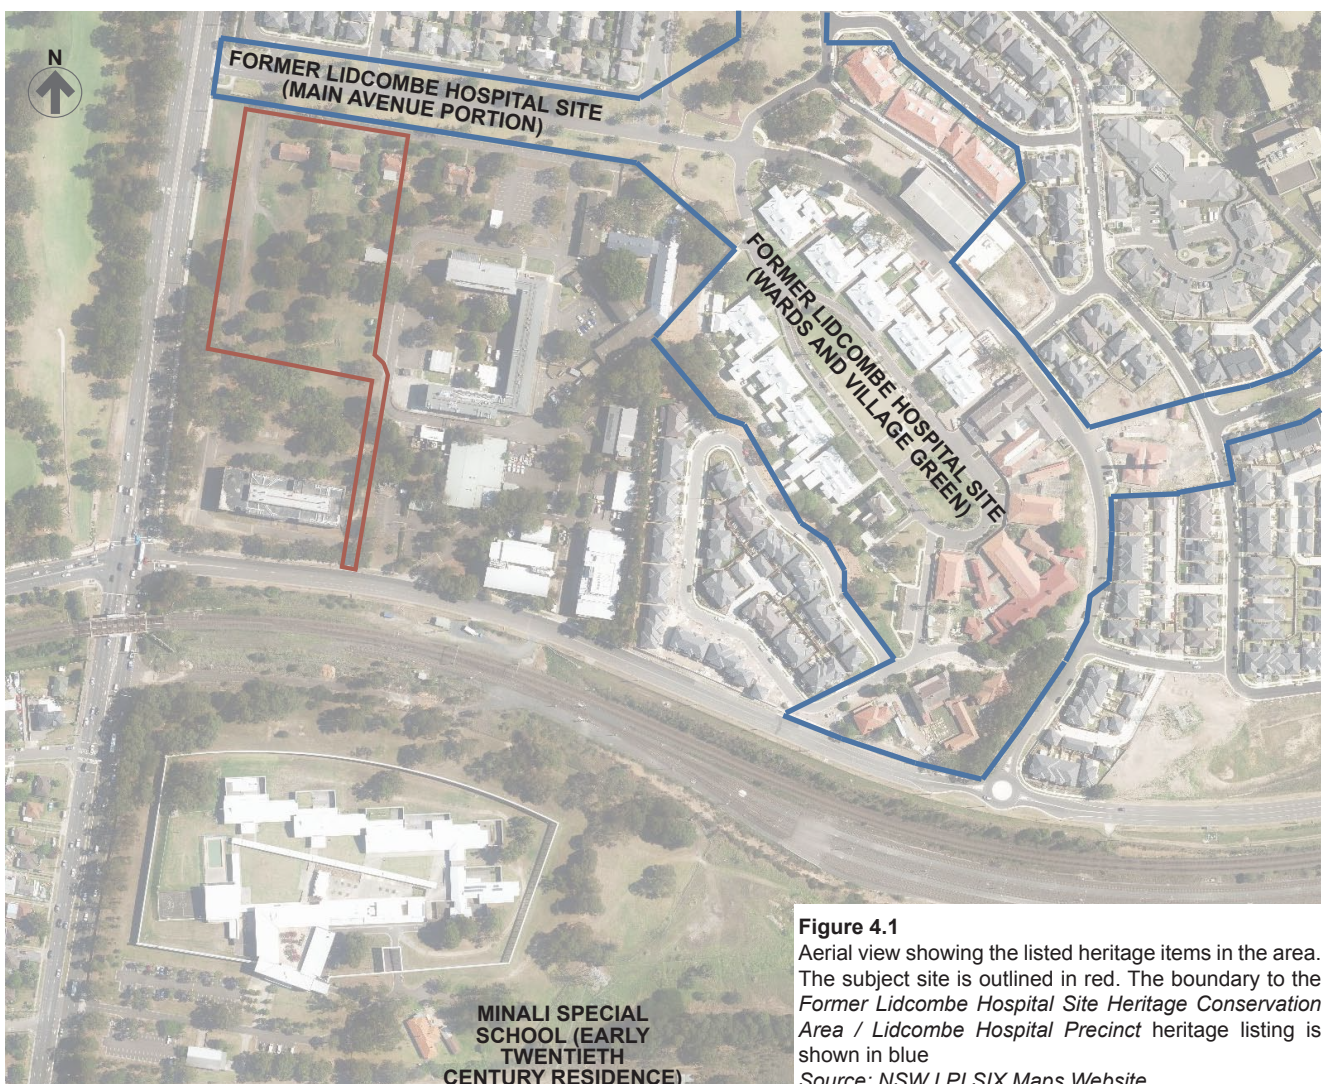 N
FORMER LIDCOMBE HOSPITAL SITE
(MAIN AVENUE PORTION)
FORMER LIDCOMBE HOSPITAL SITE
(WARDS AND VILLAGE GREEN)
MINALI SPECIAL
SCHOOL (EARLY
TWENTIETH
CENTURY RESIDENCE)
Figure 4.1
Aerial view showing the listed heritage items in the area.
The subject site is outlined in red. The boundary to the
Former Lidcombe Hospital Site Heritage Conservation
Area / Lidcombe Hospital Precinct heritage listing is
shown in blue
Source: NSW LPI SIX Maps Website